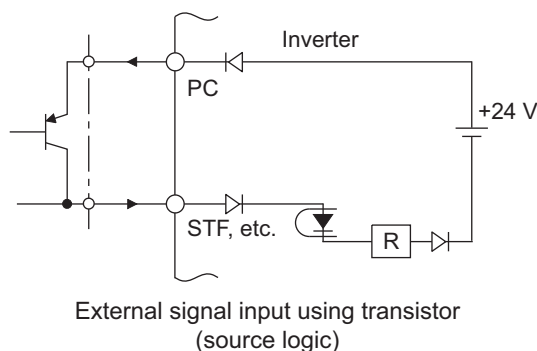 Inverter
PC
+24 V
STF, etc.
R
External signal input using transistor
(source logic)